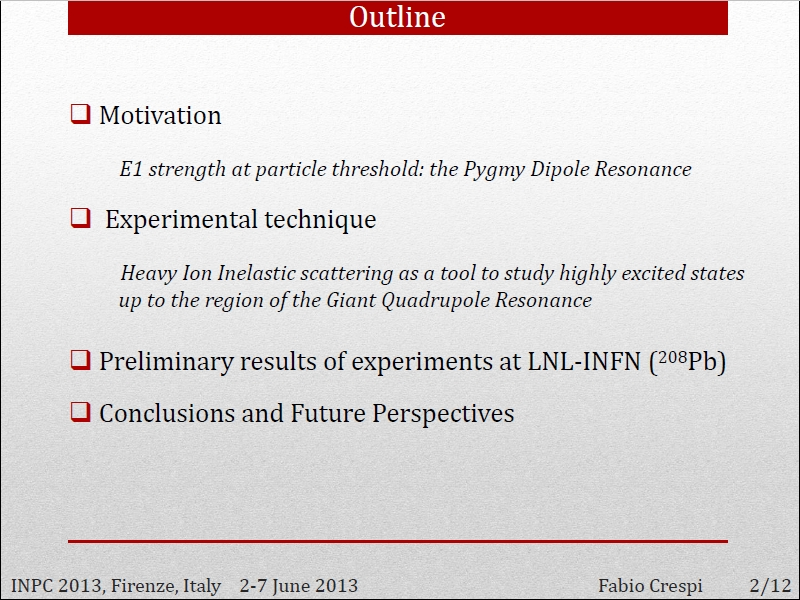 Outline
Motivation
E1 strength at particle threshold: the Pygmy Dipole Resonance
Experimental technique
Heavy Ion Inelastic scattering as a tool to study highly excited states
up to the region of the Giant Quadrupole Resonance
Preliminary results of experiments at LNL-INFN (²⁰⁸Pb)
Conclusions and Future Perspectives
INPC 2013, Firenze, Italy 2-7 June 2013 Fabio Crespi 2/12